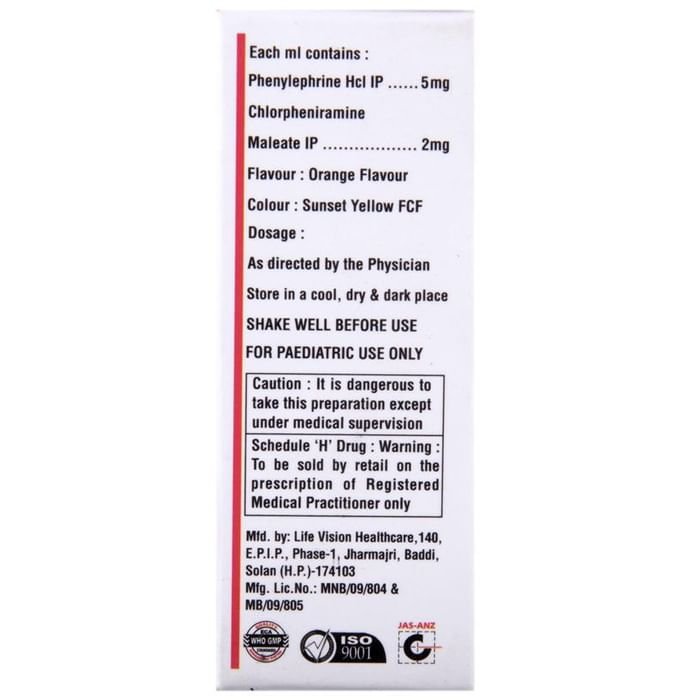 Each ml contains :
Phenylephrine Hcl IP ...... 5mg
Chlorpheniramine
Maleate IP .................. 2mg
Flavour : Orange Flavour
Colour : Sunset Yellow FCF
Dosage :
As directed by the Physician
Store in a cool, dry & dark place
SHAKE WELL BEFORE USE
FOR PAEDIATRIC USE ONLY
Caution : It is dangerous to
take this preparation except
under medical supervision
Schedule 'H' Drug : Warning :
To be sold by retail on the
prescription of Registered
Medical Practitioner only
Mfd. by: Life Vision Healthcare,140,
E.P.I.P., Phase-1, Jharmajri, Baddi,
Solan (H.P.)-174103
Mfg. Lic.No.: MNB/09/804 &
MB/09/805
WHO GMP
ISO
9001
JAS-ANZ